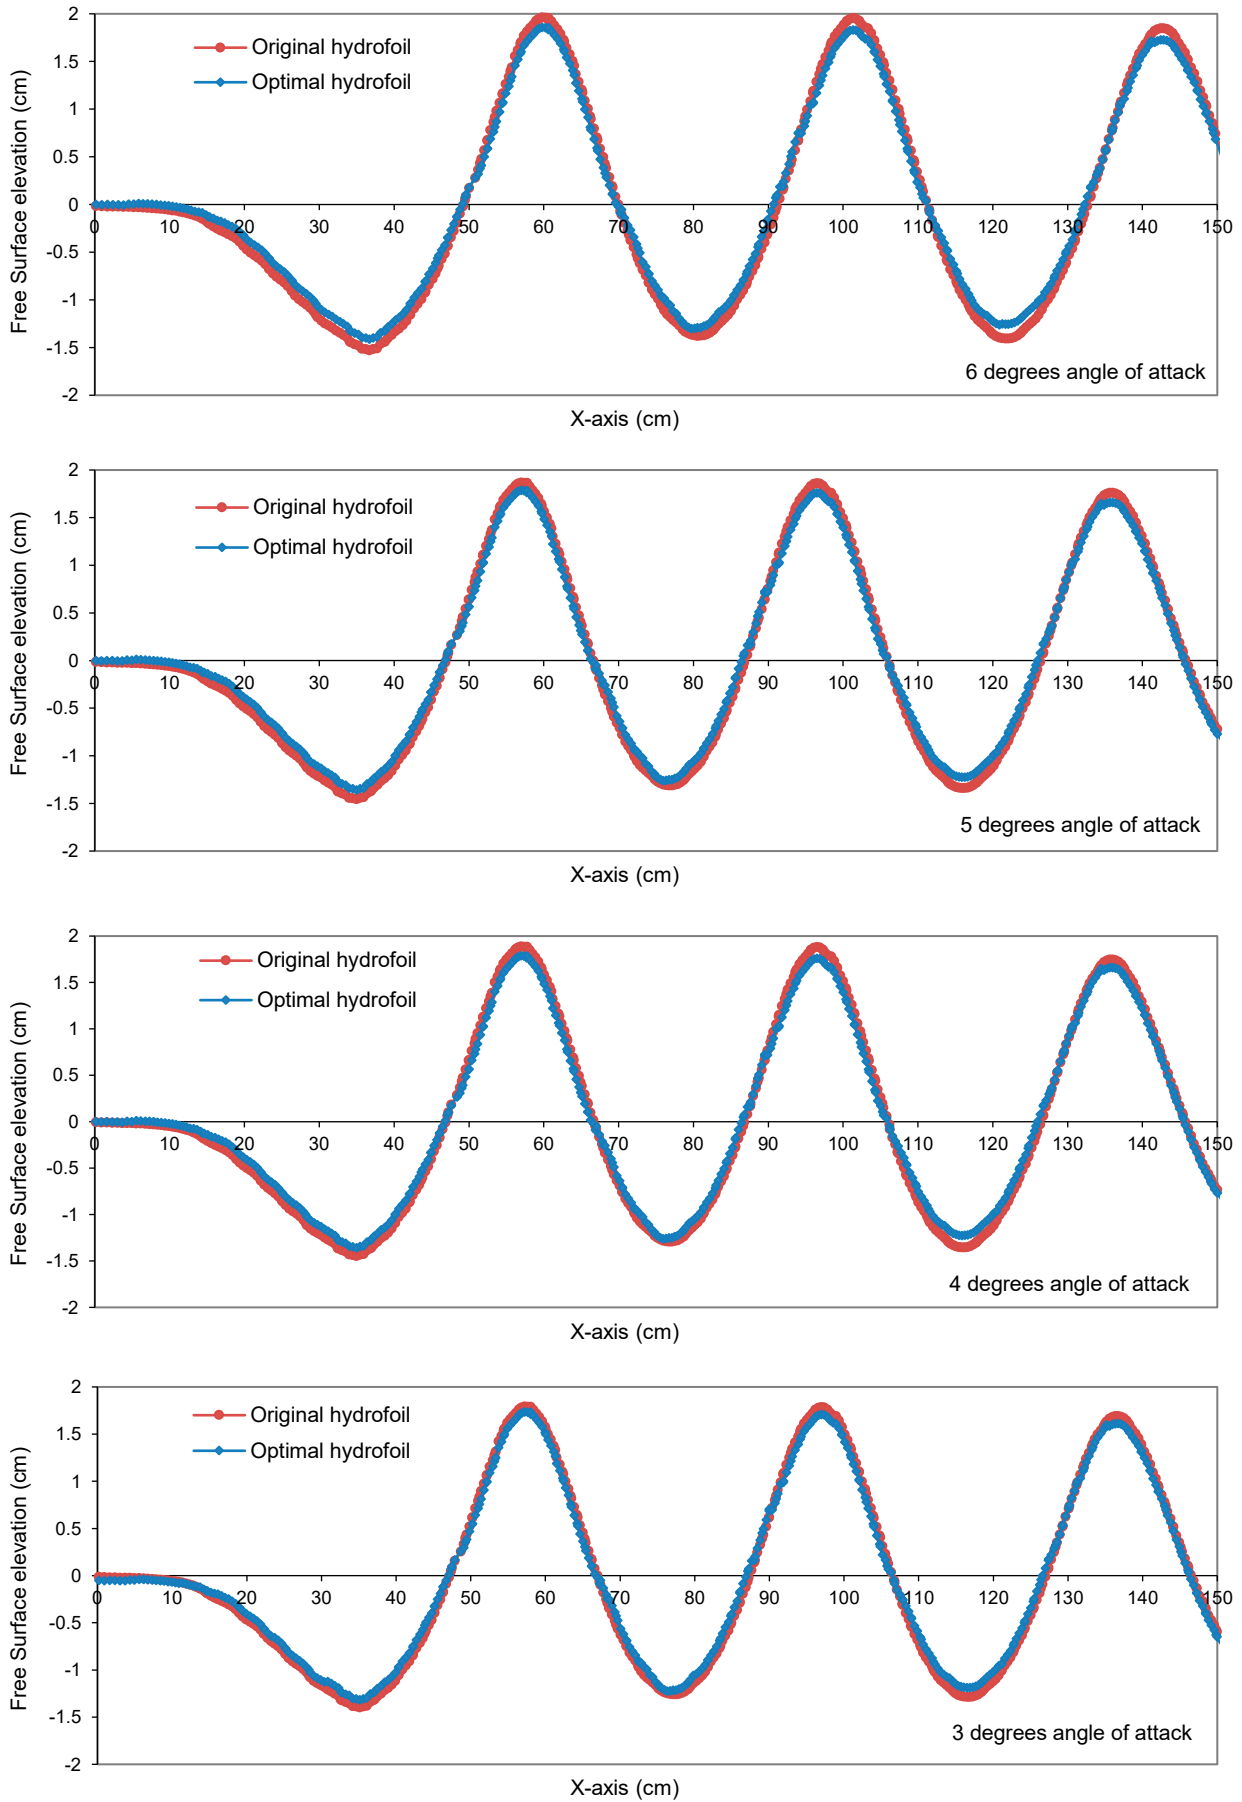 2
1.5
1
0.5
0
-0.5
-1
-1.5
-2
Free Surface elevation (cm)
Original hydrofoil
Optimal hydrofoil
0 10 20 30 40 50 60 70 80 90 100 110 120 130 140 150
6 degrees angle of attack
X-axis (cm)
2
1.5
1
0.5
0
-0.5
-1
-1.5
-2
Free Surface elevation (cm)
Original hydrofoil
Optimal hydrofoil
0 10 20 30 40 50 60 70 80 90 100 110 120 130 140 150
5 degrees angle of attack
X-axis (cm)
2
1.5
1
0.5
0
-0.5
-1
-1.5
-2
Free Surface elevation (cm)
Original hydrofoil
Optimal hydrofoil
0 10 20 30 40 50 60 70 80 90 100 110 120 130 140 150
4 degrees angle of attack
X-axis (cm)
2
1.5
1
0.5
0
-0.5
-1
-1.5
-2
Free Surface elevation (cm)
Original hydrofoil
Optimal hydrofoil
0 10 20 30 40 50 60 70 80 90 100 110 120 130 140 150
3 degrees angle of attack
X-axis (cm)